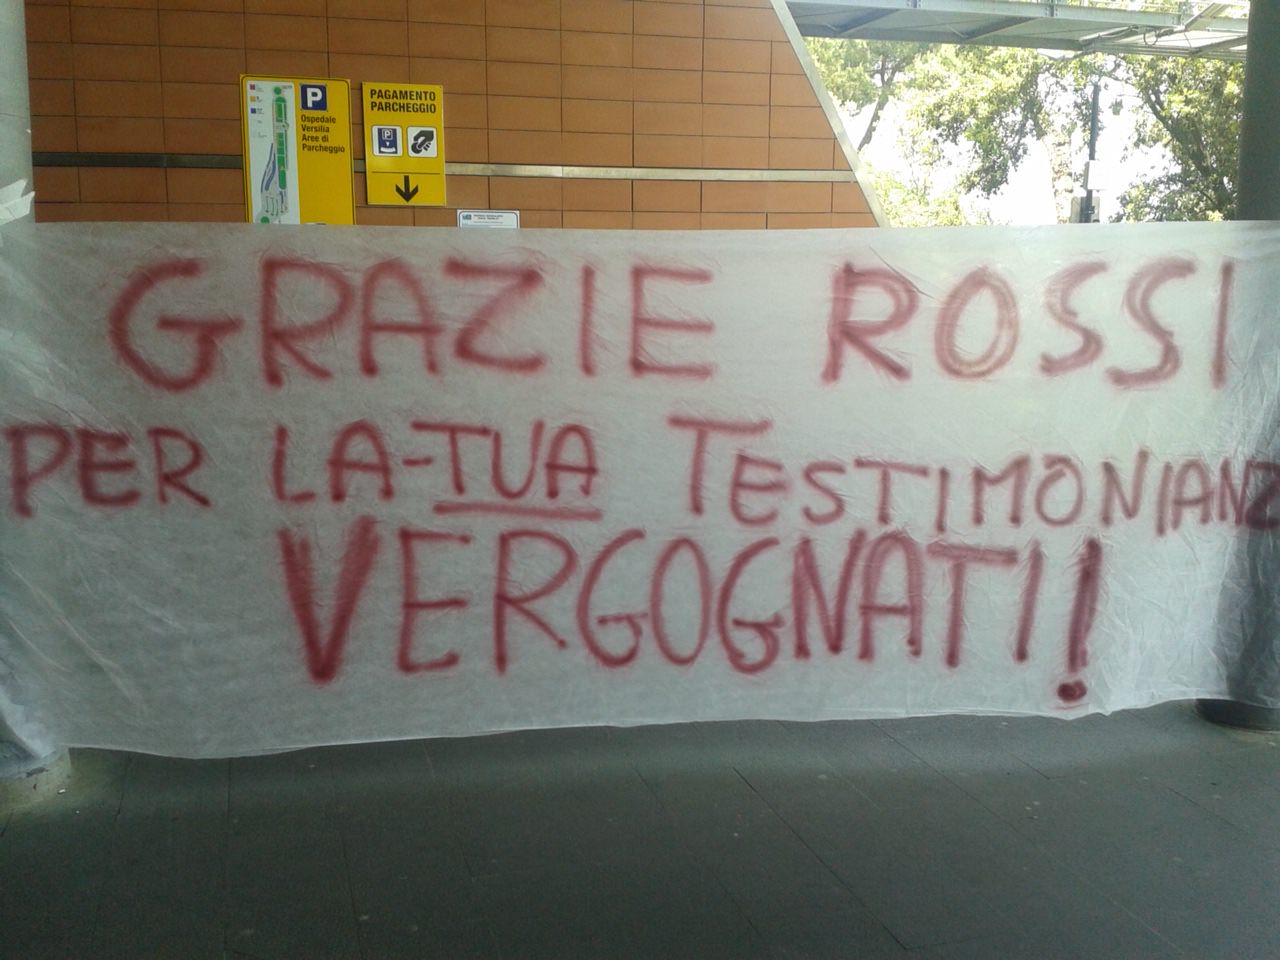 P
Ospedale
Versilia
Aree di
Parcheggio
PAGAMENTO
PARCHEGGIO
P
GRAZIE ROSSI
PER LA-TUA TESTIMONIANZ
VERGOGNATI!